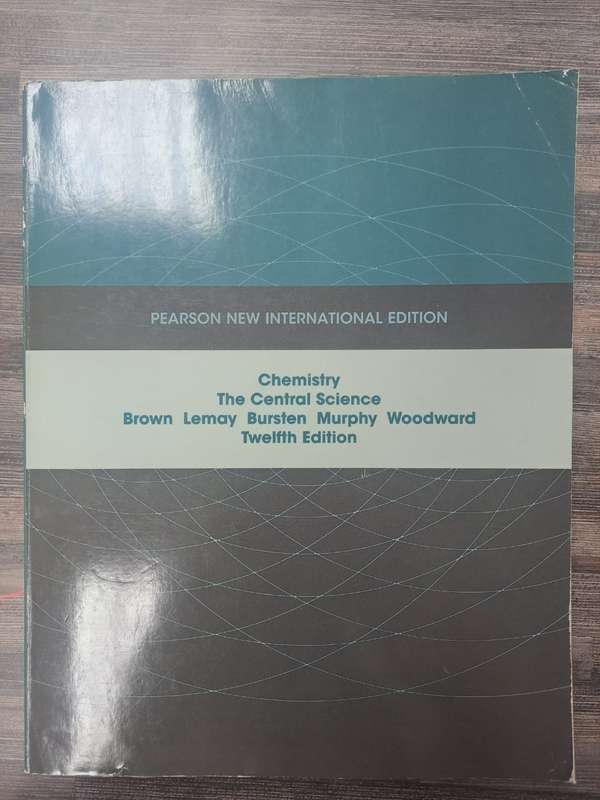 PEARSON NEW INTERNATIONAL EDITION
Chemistry
The Central Science
Brown Lemay Bursten Murphy Woodward
Twelfth Edition